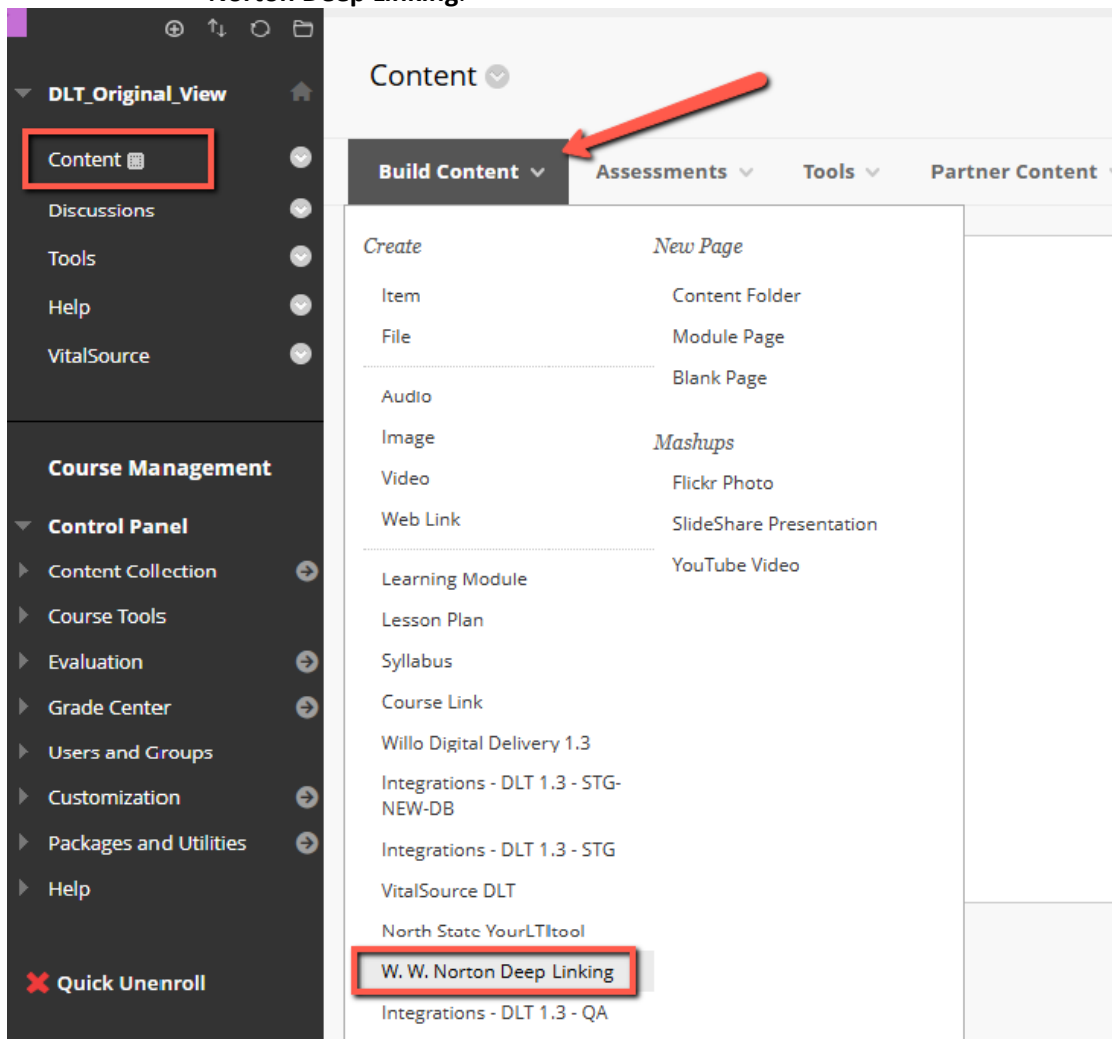 Norton Deep Linking.
DLT_Original_View
Content
Discussions
Tools
Help
VitalSource
Course Management
Control Panel
Content Collection
Course Tools
Evaluation
Grade Center
Users and Groups
Customization
Packages and Utilities
Help
Quick Unenroll
Content
Build Content
Assessments
Tools
Partner Content
Create
Item
File
Audio
Image
Video
Web Link
Learning Module
Lesson Plan
Syllabus
Course Link
Willo Digital Delivery 1.3
Integrations - DLT 1.3 - STG-
NEW-DB
Integrations - DLT 1.3 - STG
VitalSource DLT
North State YourLTItool
W. W. Norton Deep Linking
Integrations - DLT 1.3 - QA
New Page
Content Folder
Module Page
Blank Page
Mashups
Flickr Photo
SlideShare Presentation
YouTube Video